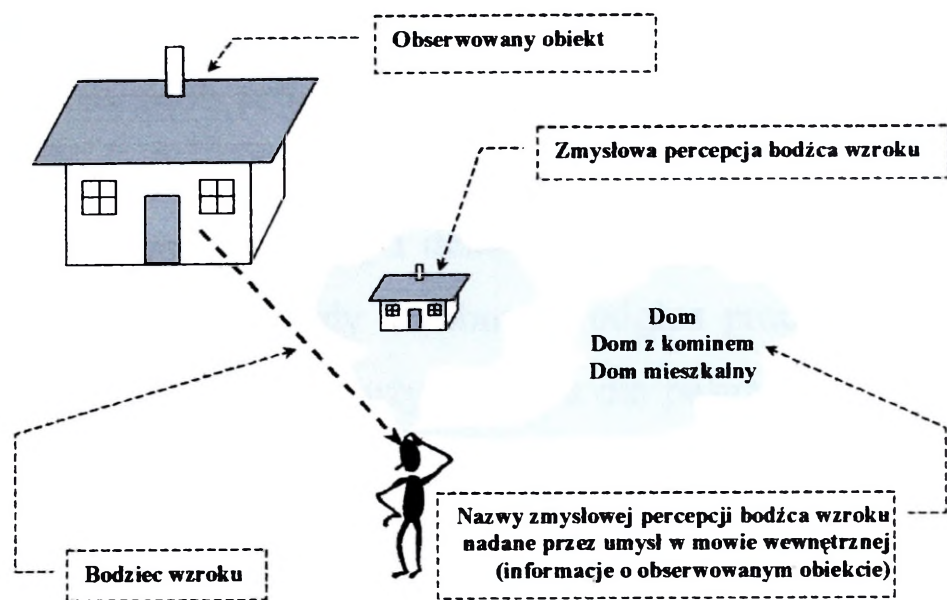 Obserwowany obiekt
Zmysłowa percepcja bodźca wzroku
Dom
Dom z kominem
Dom mieszkalny
Nazwy zmysłowej percepcji bodźca wzroku
nadane przez umysł w mowie wewnętrznej
(informacje o obserwowanym obiekcie)
Bodziec wzroku